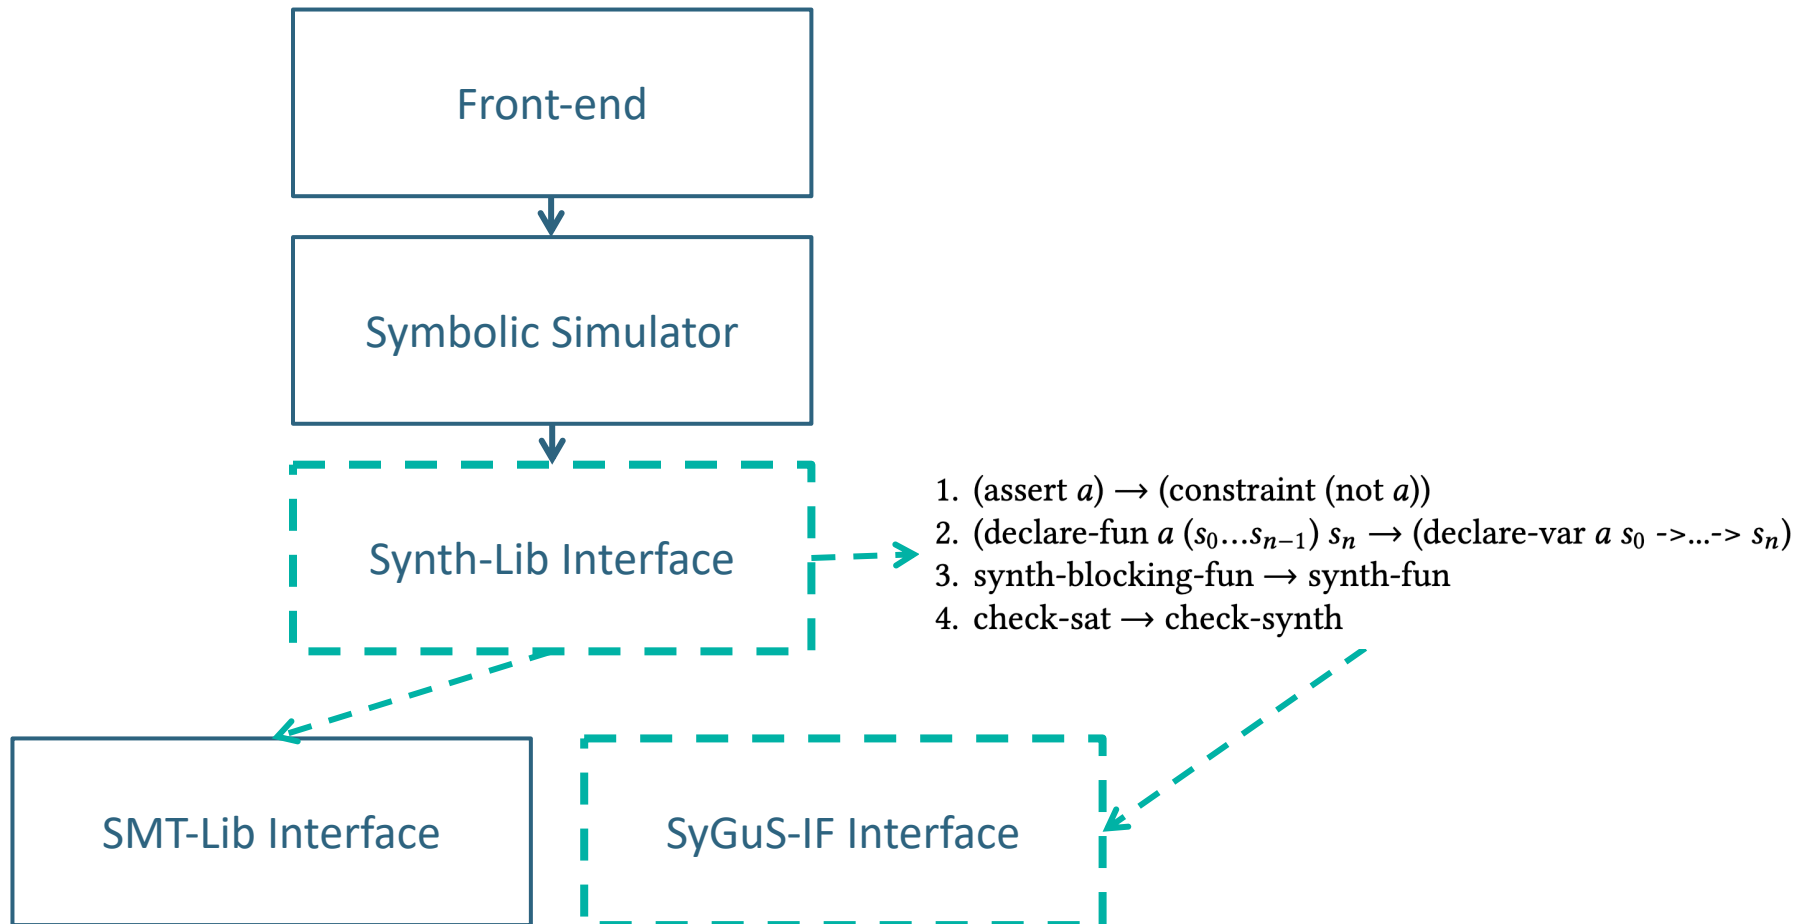 Front-end
Symbolic Simulator
Synth-Lib Interface
1. (assert a) → (constraint (not a))
2. (declare-fun a (s₀...sₙ₋₁) sₙ → (declare-var a s₀ ->...-> sₙ)
3. synth-blocking-fun → synth-fun
4. check-sat → check-synth
SMT-Lib Interface
SyGuS-IF Interface